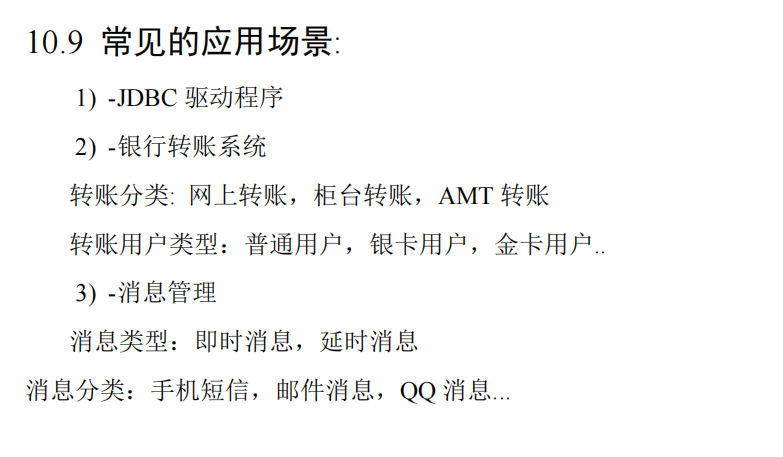 10.9 常见的应用场景:
1) -JDBC 驱动程序
2) -银行转账系统
转账分类: 网上转账，柜台转账，AMT 转账
转账用户类型：普通用户，银卡用户，金卡用户..
3) -消息管理
消息类型：即时消息，延时消息
消息分类：手机短信，邮件消息，QQ 消息...